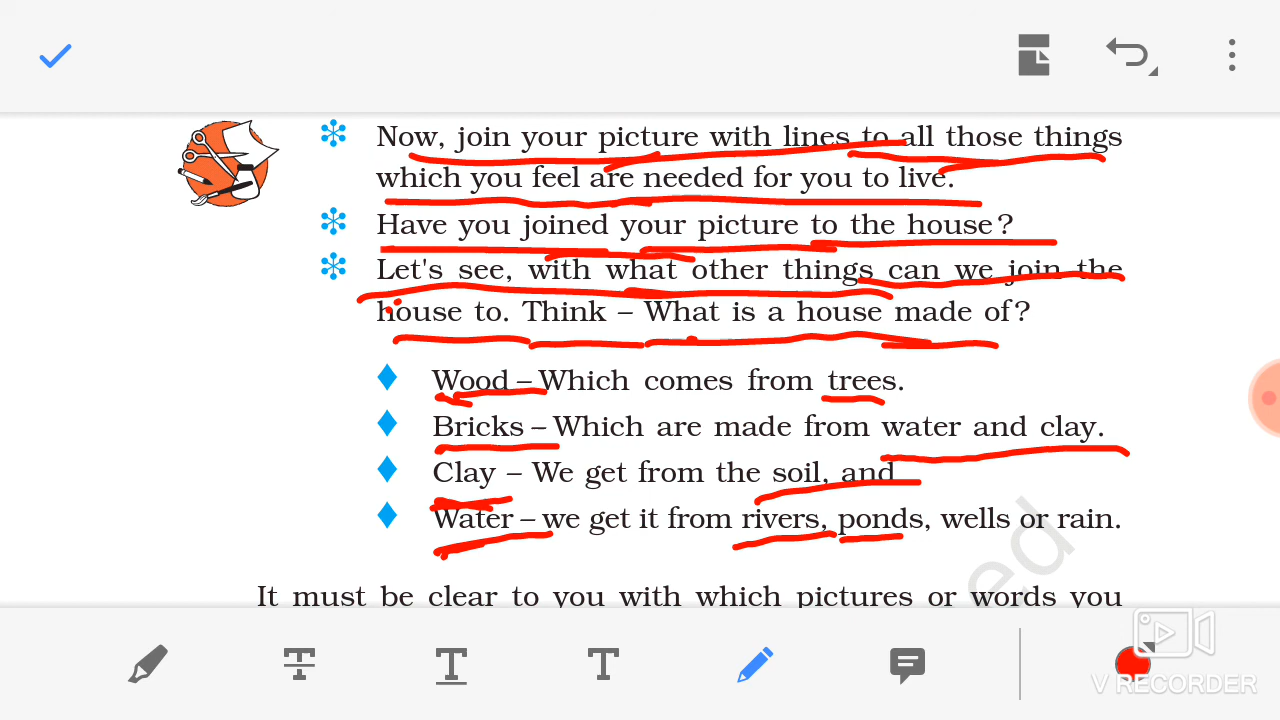 Now, join your picture with lines to all those things
which you feel are needed for you to live.
Have you joined your picture to the house?
Let's see, with what other things can we join the
house to. Think – What is a house made of?
Wood – Which comes from trees.
Bricks – Which are made from water and clay.
Clay – We get from the soil, and
Water – we get it from rivers, ponds, wells or rain.
ed
It must be clear to you with which pictures or words you
T T T
V RECORDER